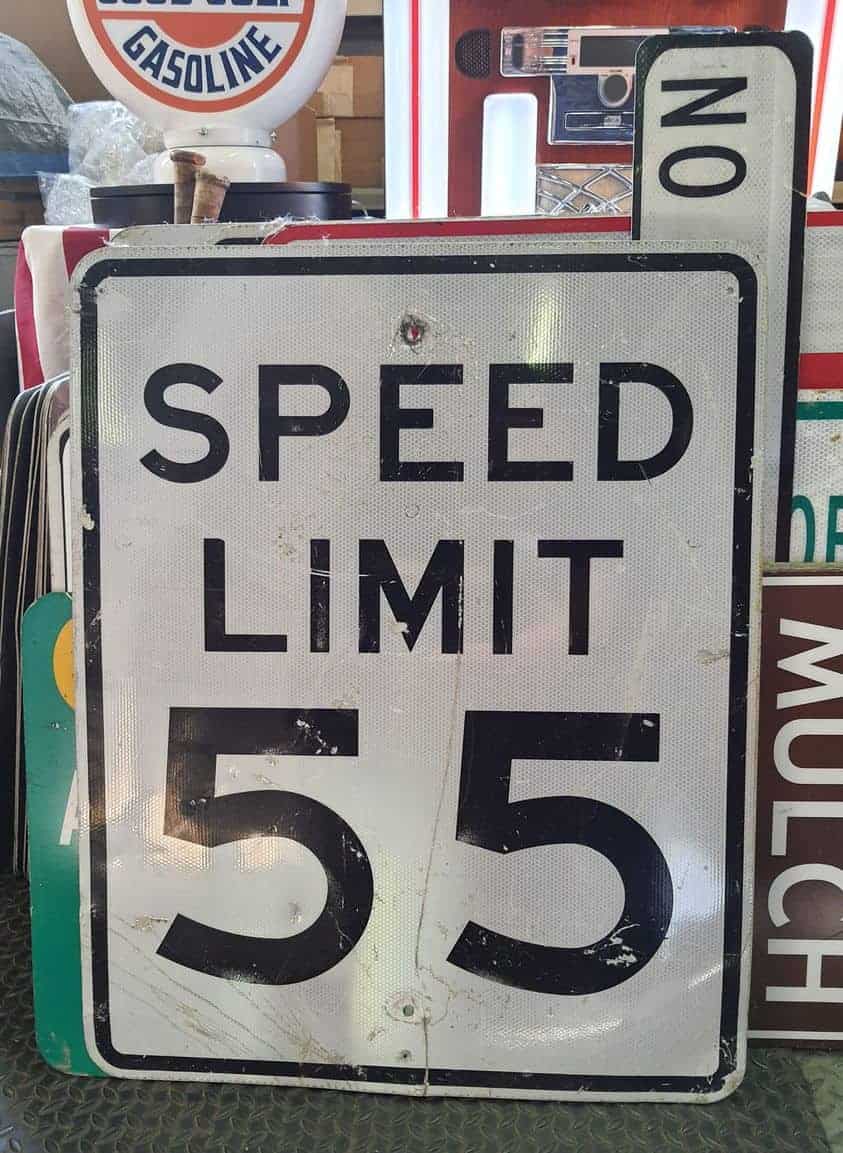 GASOLINE
NO
SPEED
LIMIT
55
MULCH